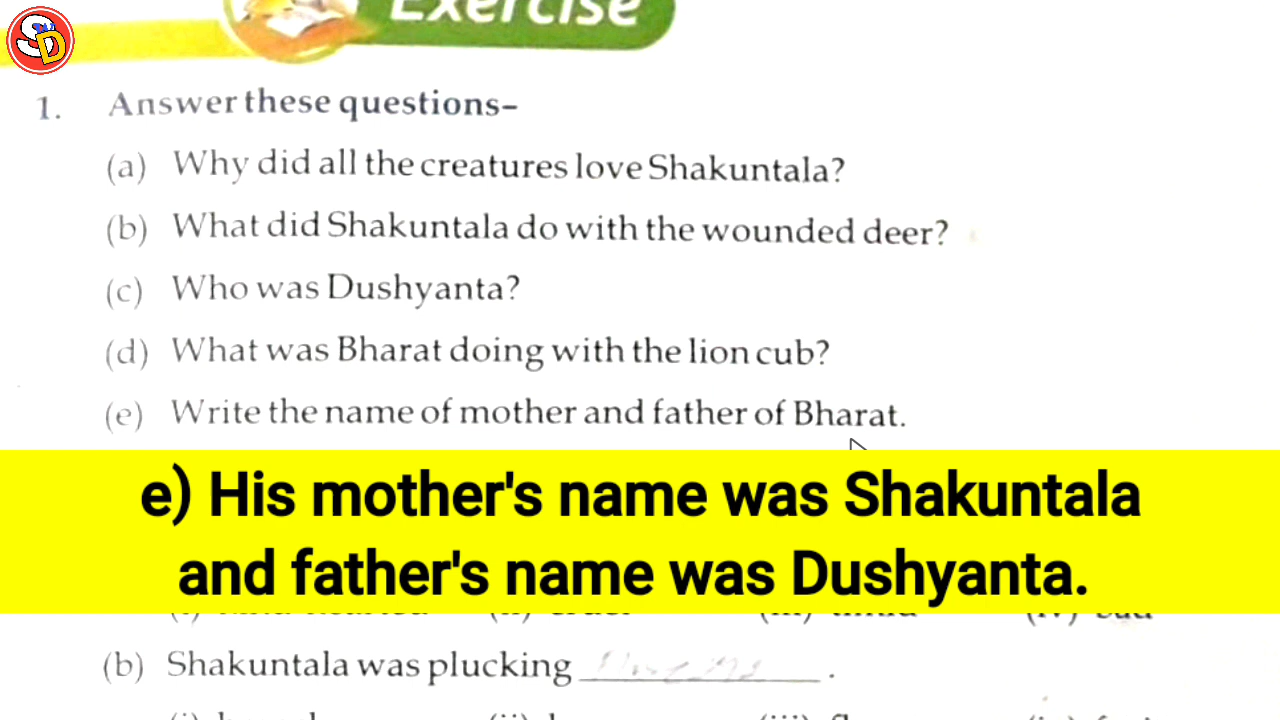 SD
Exercise
1. Answer these questions-
(a) Why did all the creatures love Shakuntala?
(b) What did Shakuntala do with the wounded deer?
(c) Who was Dushyanta?
(d) What was Bharat doing with the lion cub?
(e) Write the name of mother and father of Bharat.
e) His mother's name was Shakuntala
and father's name was Dushyanta.
(b) Shakuntala was plucking ________ .